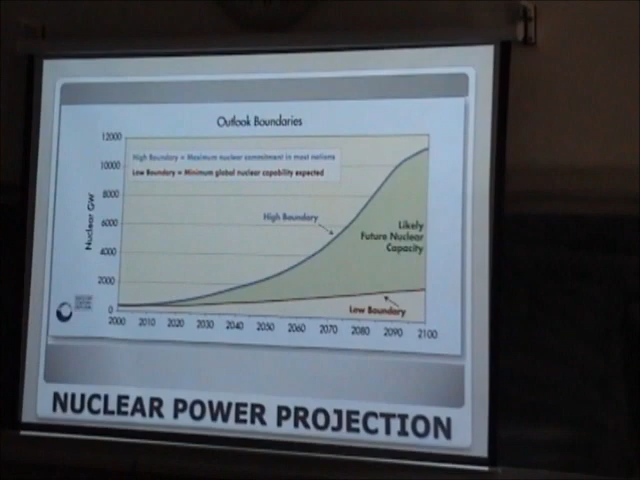 Outlook Boundaries
12000
10000
8000
6000
4000
2000
0
Nuclear GW
High Boundary = Maximum nuclear commitment in most nations
Low Boundary = Minimum global nuclear capability expected
High Boundary
Likely
Future Nuclear
Capacity
Low Boundary
2000 2010 2020 2030 2040 2050 2060 2070 2080 2090 2100
NUCLEAR POWER PROJECTION